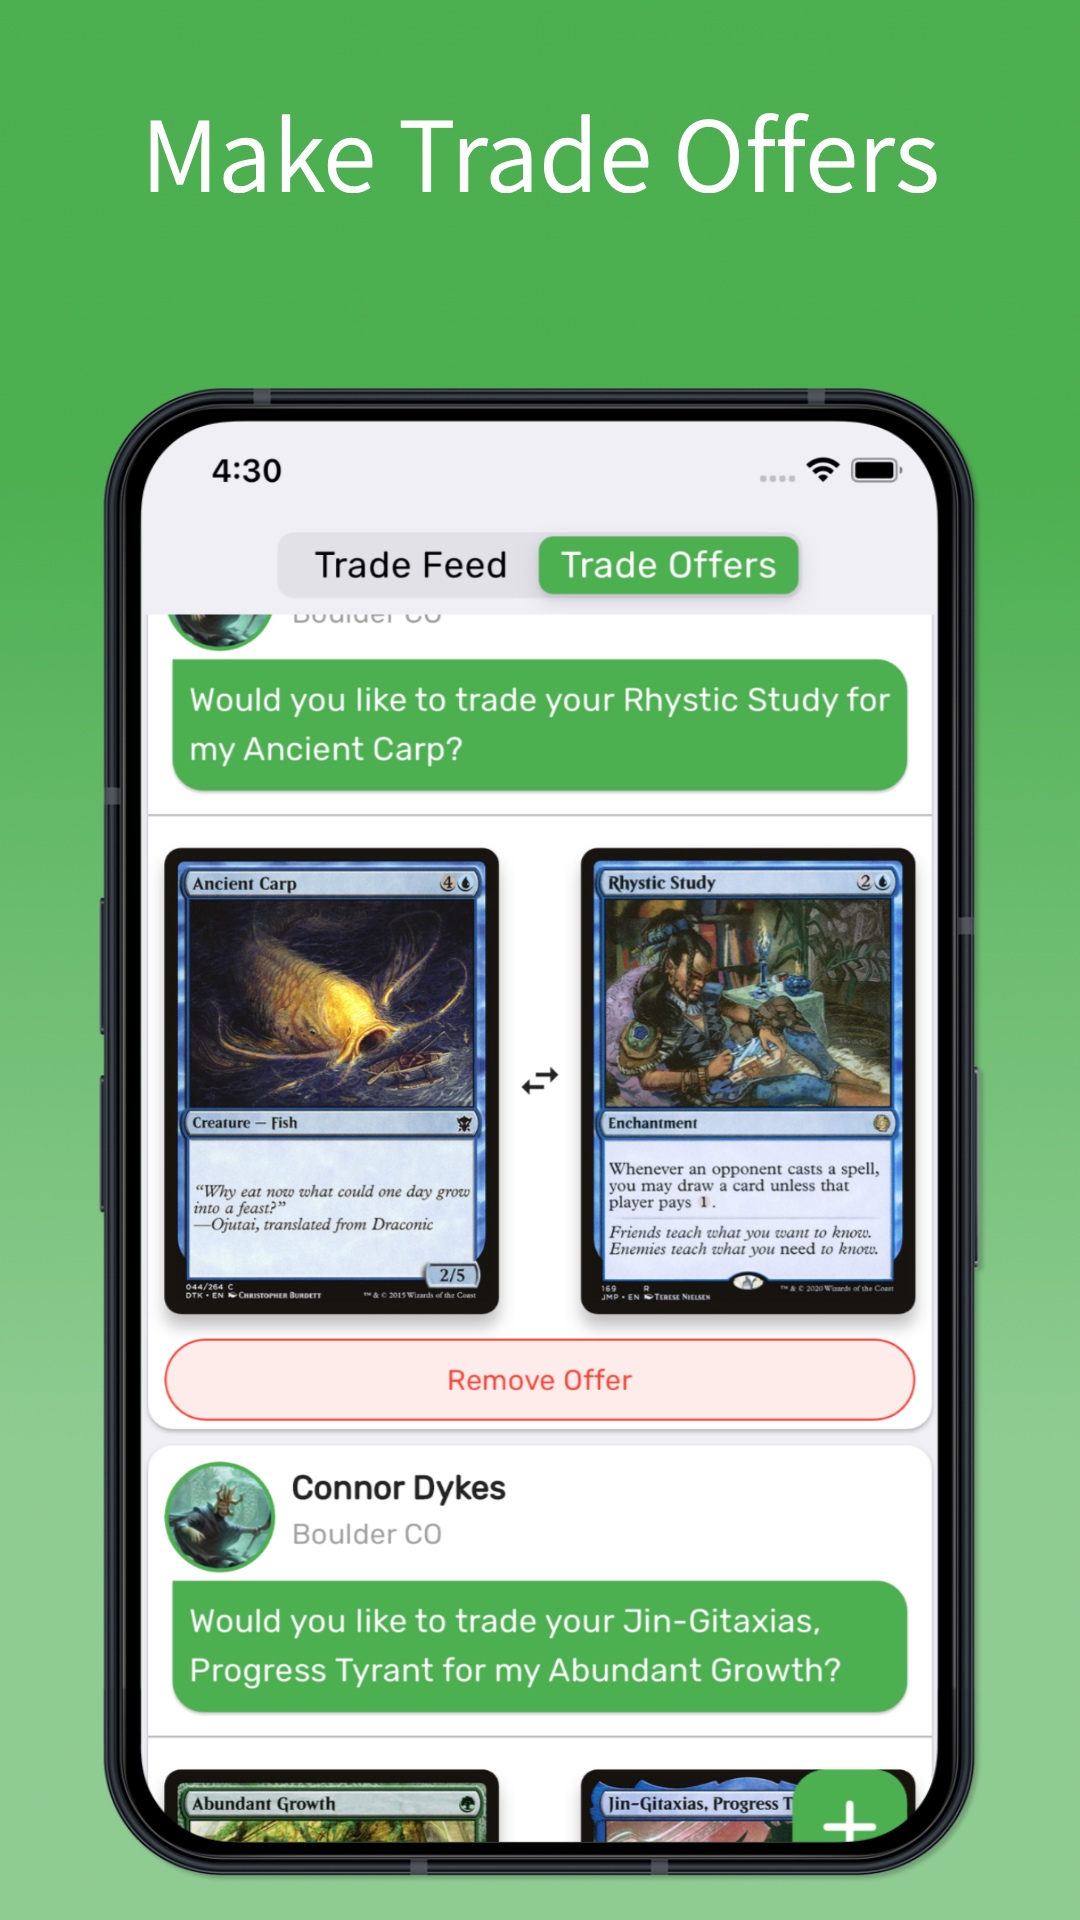 Make Trade Offers
4:30
Trade Feed
Trade Offers
Boulder CO
Would you like to trade your Rhystic Study for
my Ancient Carp?
Ancient Carp
4
Creature — Fish
“Why eat now what could one day grow
into a feast?”
—Ojutai, translated from Draconic
2/5
044/264 C
DTK • EN Christopher Burdett
™ & © 2015 Wizards of the Coast
Rhystic Study
2
Enchantment
Whenever an opponent casts a spell,
you may draw a card unless that
player pays 1.
Friends teach what you want to know.
Enemies teach what you need to know.
169 R
JMP • EN Terese Nielsen
™ & © 2020 Wizards of the Coast
Remove Offer
Connor Dykes
Boulder CO
Would you like to trade your Jin-Gitaxias,
Progress Tyrant for my Abundant Growth?
Abundant Growth
Jin-Gitaxias, Progress T